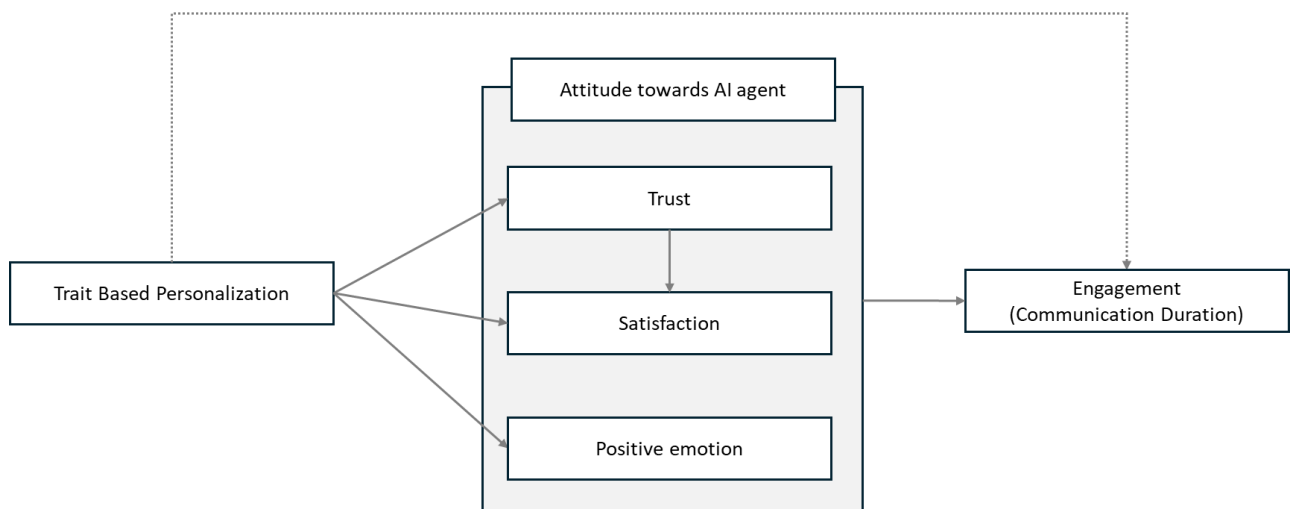 Attitude towards AI agent
Trust
Trait Based Personalization
Satisfaction
Engagement
(Communication Duration)
Positive emotion